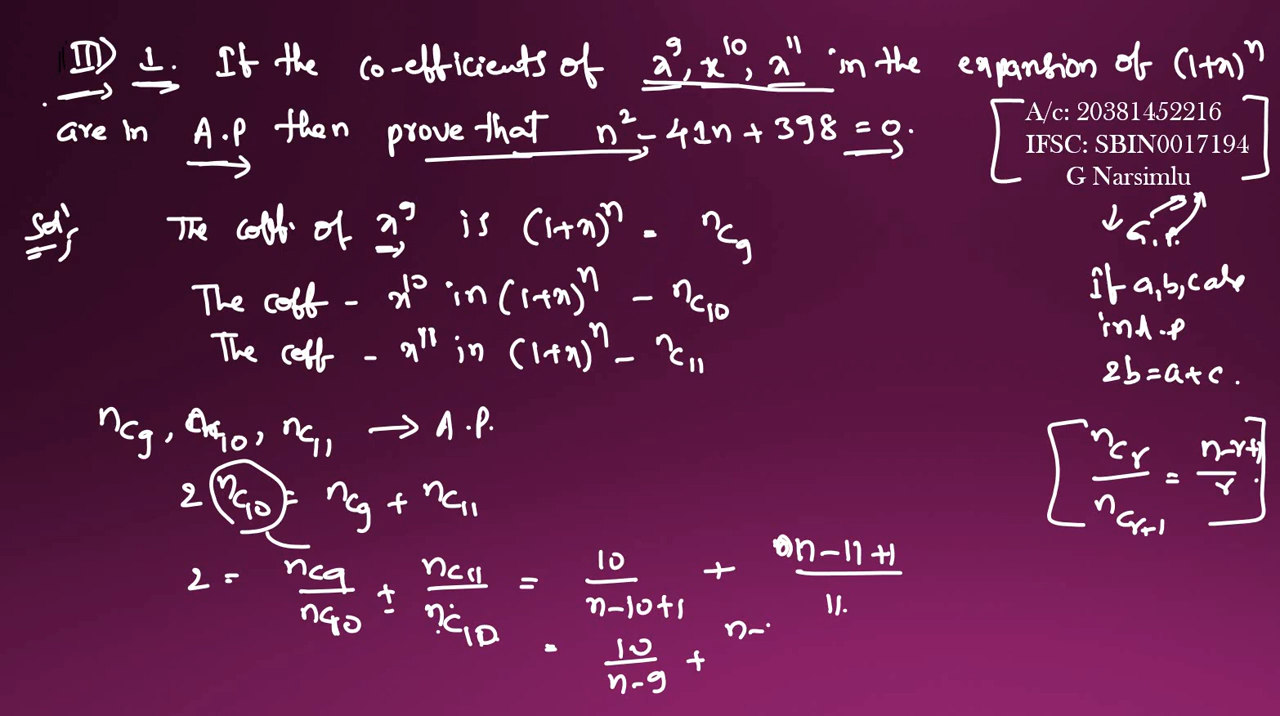 III) 1. If the co-efficients of x⁹, x¹⁰, x¹¹ in the expansion of (1+x)ⁿ
are in A.P then prove that n² - 41n + 398 = 0.
A/c: 20381452216
IFSC: SBIN0017194
G Narsimlu
Sol;
The coff. of x⁹ is (1+x)ⁿ = ⁿC₉
The coff - x¹⁰ in (1+x)ⁿ - ⁿC₁₀
The coff - x¹¹ in (1+x)ⁿ - ⁿC₁₁
If a,b,c are
in A.p
2b=a+c.
ⁿC₉, ⁿC₁₀, ⁿC₁₁ → A.P.
2 ⁿC₁₀ = ⁿC₉ + ⁿC₁₁
[ⁿCᵣ / ⁿCᵣ₊₁ = n-r+1 / r.]
2 = ⁿC₉/ⁿC₁₀ + ⁿC₁₁/ⁿC₁₀ = 10/n-10+1 + n-11+1/11.
= 10/n-9 + n-